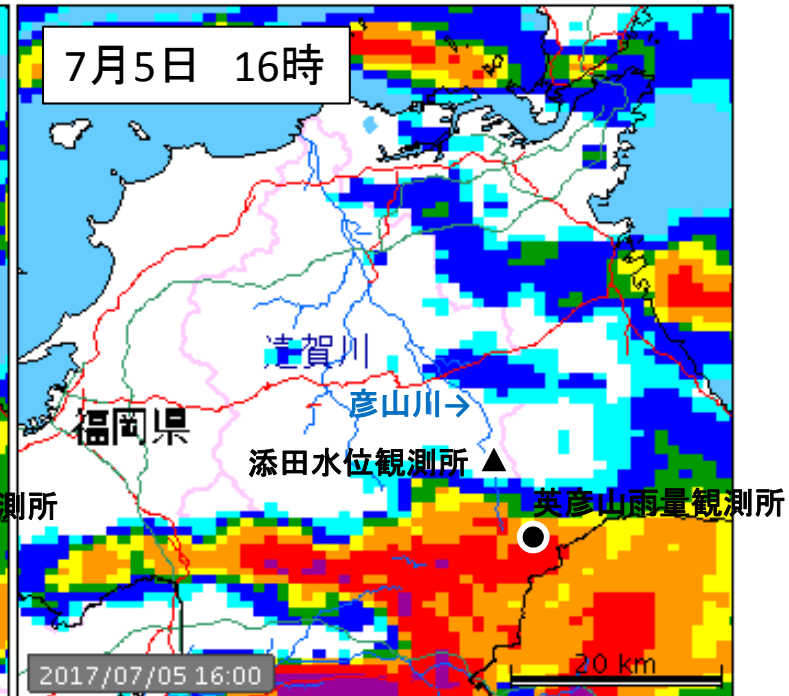 7月5日 16時
遠賀川
彦山川→
福岡県
添田水位観測所 ▲
測所
英彦山雨量観測所
20 km
2017/07/05 16:00